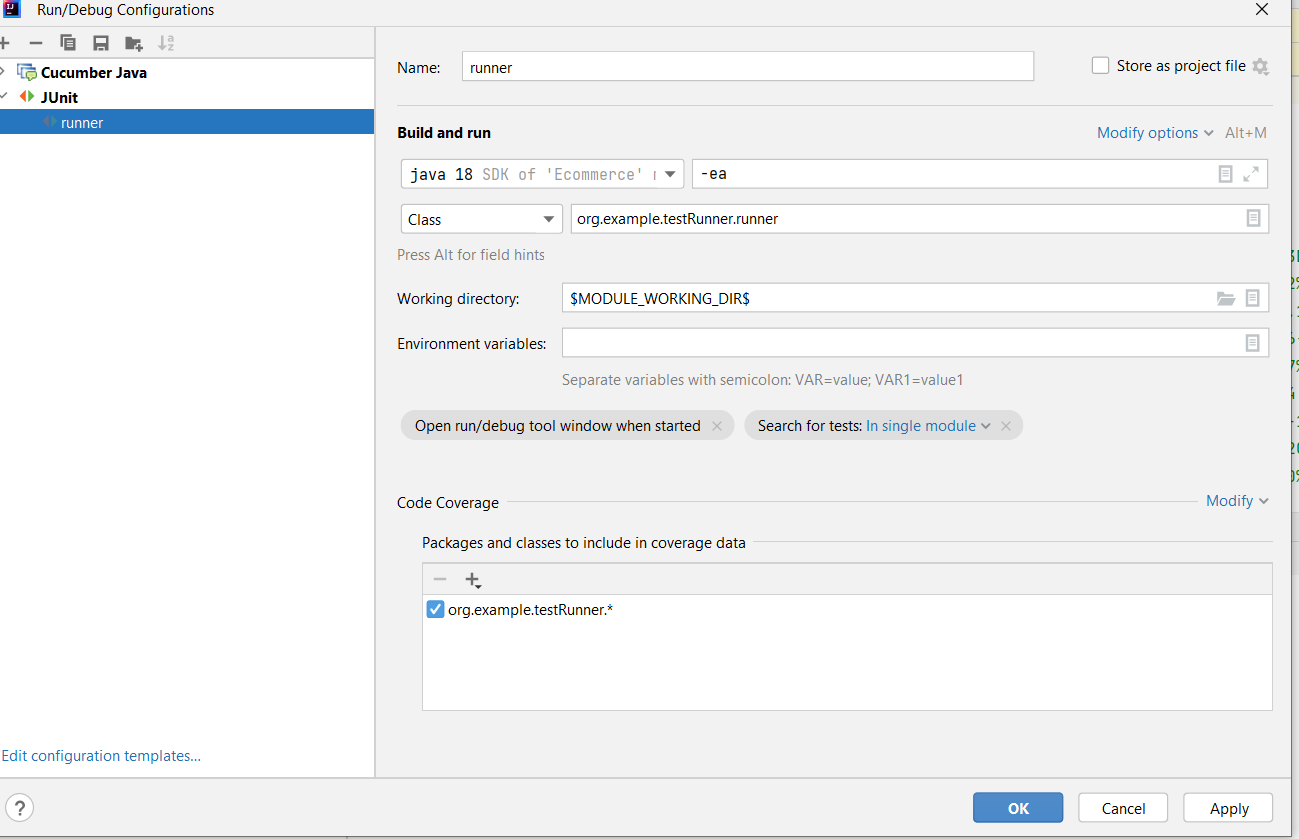 Run/Debug Configurations
Cucumber Java
JUnit
runner
Edit configuration templates...
Name: runner
Store as project file
Build and run
Modify options Alt+M
java 18 SDK of 'Ecommerce'
-ea
Class
org.example.testRunner.runner
Press Alt for field hints
Working directory: $MODULE_WORKING_DIR$
Environment variables:
Separate variables with semicolon: VAR=value; VAR1=value1
Open run/debug tool window when started
Search for tests: In single module
Code Coverage
Modify
Packages and classes to include in coverage data
org.example.testRunner.*
?
OK
Cancel
Apply